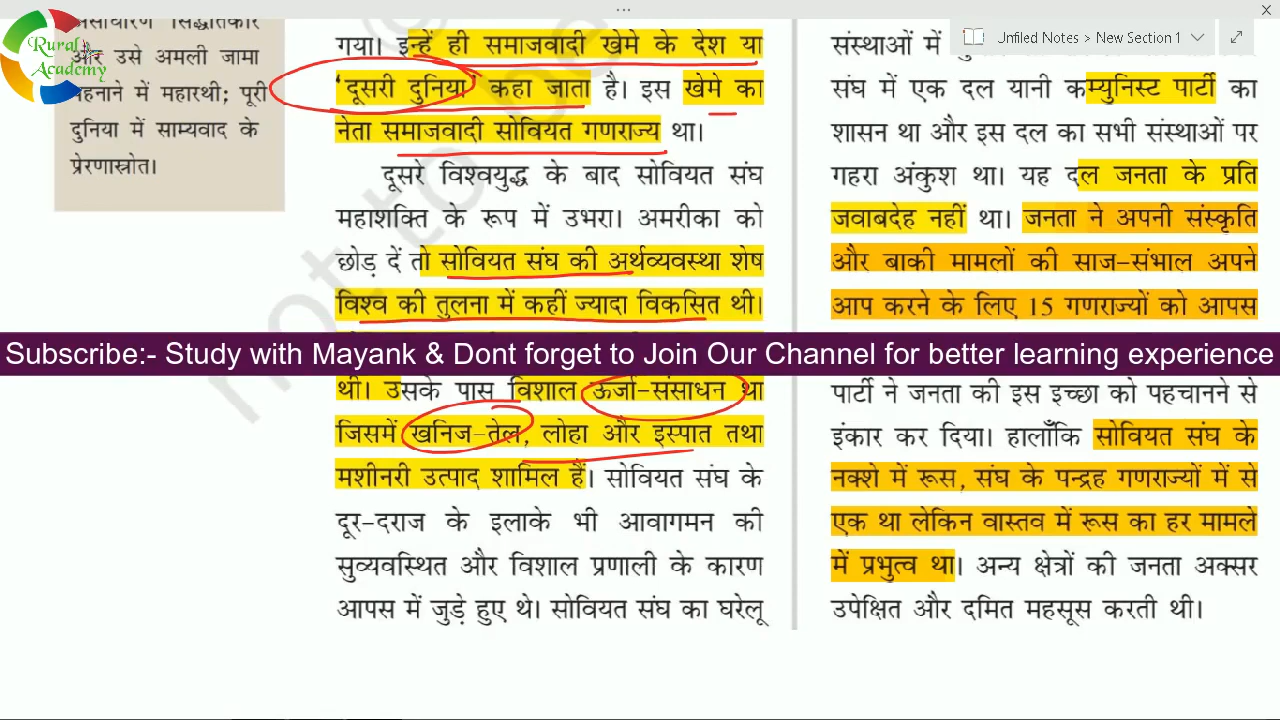 Rural
Academy
असाधारण सिद्धांतकार
और उसे अमली जामा
पहनाने में महारथी; पूरी
दुनिया में साम्यवाद के
प्रेरणास्रोत।
गया। इन्हें ही समाजवादी खेमे के देश या
‘दूसरी दुनिया’ कहा जाता है। इस खेमे का
नेता समाजवादी सोवियत गणराज्य था।
दूसरे विश्वयुद्ध के बाद सोवियत संघ
महाशक्ति के रूप में उभरा। अमरीका को
छोड़ दें तो सोवियत संघ की अर्थव्यवस्था शेष
विश्व की तुलना में कहीं ज्यादा विकसित थी।
Subscribe:- Study with Mayank & Dont forget to Join Our Channel for better learning experience
थी। उसके पास विशाल ऊर्जा-संसाधन था
जिसमें खनिज-तेल, लोहा और इस्पात तथा
मशीनरी उत्पाद शामिल हैं। सोवियत संघ के
दूर-दराज के इलाके भी आवागमन की
सुव्यवस्थित और विशाल प्रणाली के कारण
आपस में जुड़े हुए थे। सोवियत संघ का घरेलू
Unfiled Notes > New Section 1
संस्थाओं में
संघ में एक दल यानी कम्युनिस्ट पार्टी का
शासन था और इस दल का सभी संस्थाओं पर
गहरा अंकुश था। यह दल जनता के प्रति
जवाबदेह नहीं था। जनता ने अपनी संस्कृति
और बाकी मामलों की साज-संभाल अपने
आप करने के लिए 15 गणराज्यों को आपस
पार्टी ने जनता की इस इच्छा को पहचानने से
इंकार कर दिया। हालाँकि सोवियत संघ के
नक्शे में रूस, संघ के पन्द्रह गणराज्यों में से
एक था लेकिन वास्तव में रूस का हर मामले
में प्रभुत्व था। अन्य क्षेत्रों की जनता अक्सर
उपेक्षित और दमित महसूस करती थी।
not to be